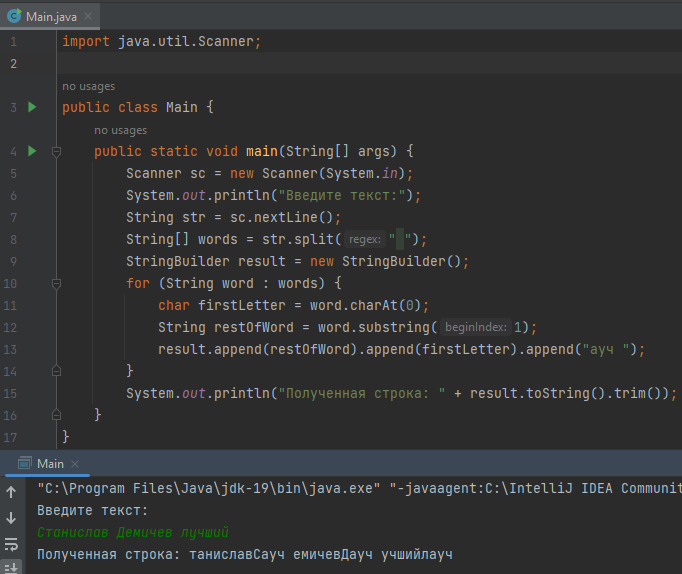 Main.java
1 import java.util.Scanner;
2
no usages
3 public class Main {
no usages
4 public static void main(String[] args) {
5 Scanner sc = new Scanner(System.in);
6 System.out.println("Введите текст:");
7 String str = sc.nextLine();
8 String[] words = str.split( regex: " ");
9 StringBuilder result = new StringBuilder();
10 for (String word : words) {
11 char firstLetter = word.charAt(0);
12 String restOfWord = word.substring( beginIndex: 1);
13 result.append(restOfWord).append(firstLetter).append("ауч ");
14 }
15 System.out.println("Полученная строка: " + result.toString().trim());
16 }
17 }
Main
"C:\Program Files\Java\jdk-19\bin\java.exe" "-javaagent:C:\IntelliJ IDEA Communit
Введите текст:
Станислав Демичев лучший
Полученная строка: таниславСауч емичевДауч учшийлауч